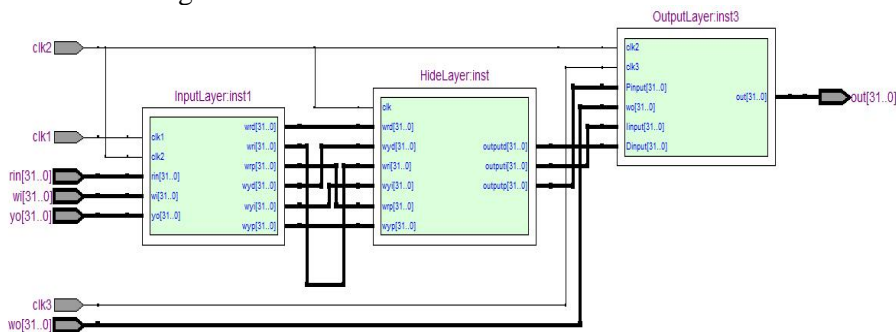 OutputLayer:inst3
clk2
clk2
clk3
HideLayer:inst
Pinput[31..0]
out[31..0]
out[31..0]
InputLayer:inst1
wo[31..0]
clk
Iinput[31..0]
wrd[31..0]
wrd[31..0]
clk1
clk1
wri[31..0]
wyd[31..0]
outputd[31..0]
Dinput[31..0]
clk2
wrp[31..0]
wri[31..0]
outputi[31..0]
rin[31..0]
rin[31..0]
wyd[31..0]
wyi[31..0]
outputp[31..0]
wi[31..0]
wi[31..0]
wyi[31..0]
wrp[31..0]
yo[31..0]
yo[31..0]
wyp[31..0]
wyp[31..0]
clk3
wo[31..0]